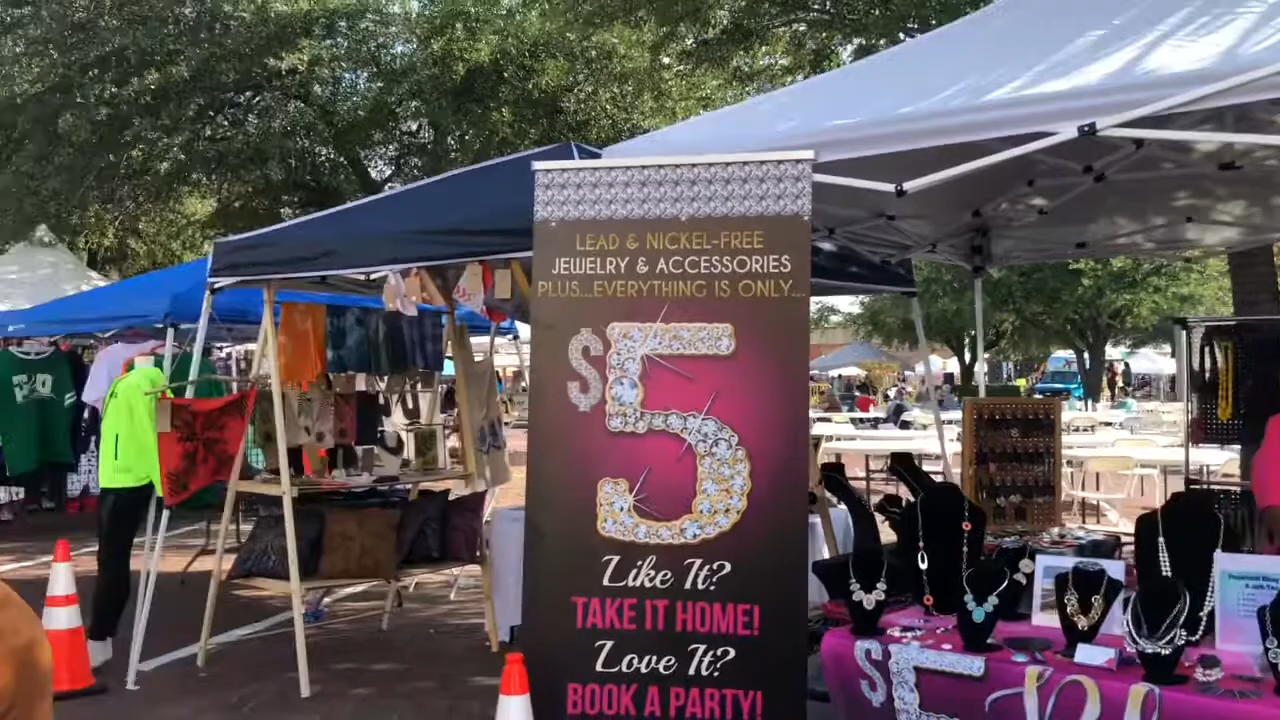 LEAD & NICKEL-FREE
JEWELRY & ACCESSORIES
PLUS...EVERYTHING IS ONLY...
$5
Like It?
TAKE IT HOME!
Love It?
BOOK A PARTY!
$5